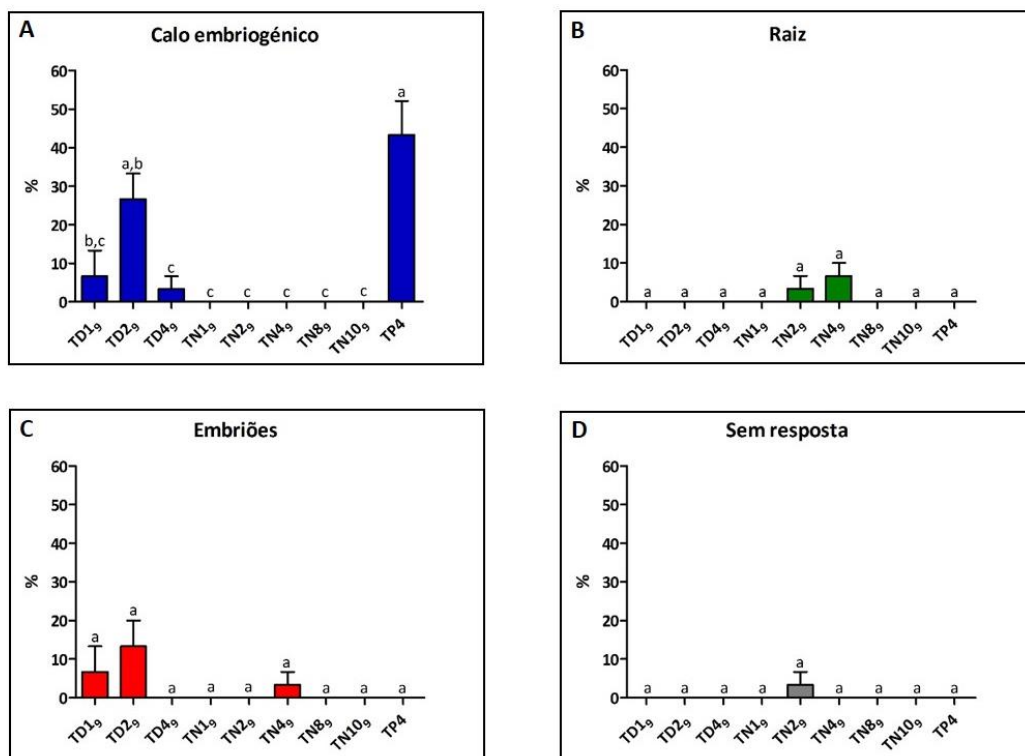 A
Calo embriogénico
%
60
50
40
30
20
10
0
b,c
a,b
c
c
c
c
c
c
a
TD1₉
TD2₉
TD4₉
TN1₉
TN2₉
TN4₉
TN8₉
TN10₉
TP4
B
Raiz
%
60
50
40
30
20
10
0
a
a
a
a
a
a
a
a
a
TD1₉
TD2₉
TD4₉
TN1₉
TN2₉
TN4₉
TN8₉
TN10₉
TP4
C
Embriões
%
60
50
40
30
20
10
0
a
a
a
a
a
a
a
a
a
TD1₉
TD2₉
TD4₉
TN1₉
TN2₉
TN4₉
TN8₉
TN10₉
TP4
D
Sem resposta
%
60
50
40
30
20
10
0
a
a
a
a
a
a
a
a
a
TD1₉
TD2₉
TD4₉
TN1₉
TN2₉
TN4₉
TN8₉
TN10₉
TP4